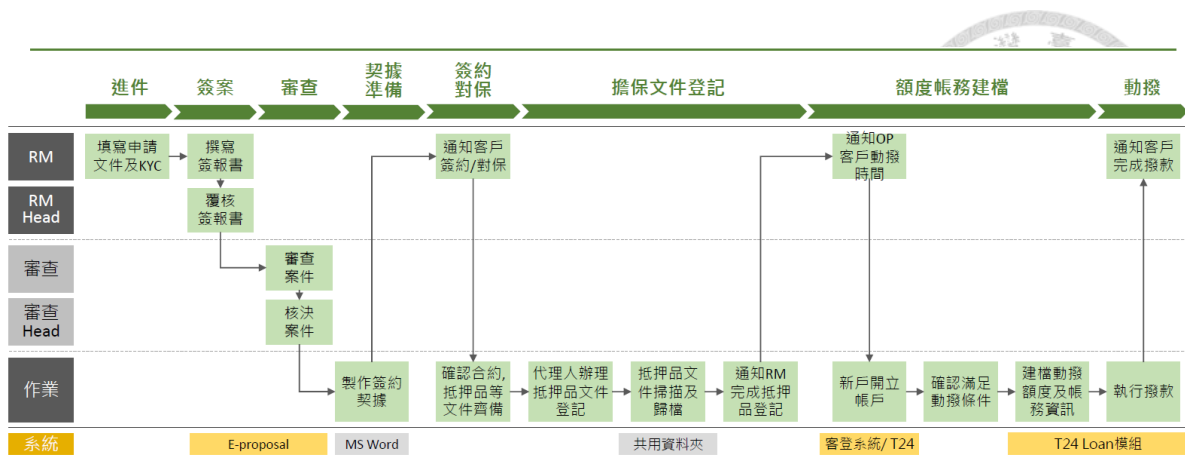 進件
簽案
審查
契據
準備
簽約
對保
擔保文件登記
額度帳務建檔
動撥
RM
填寫申請
文件及KYC
撰寫
簽報書
通知客戶
簽約/對保
通知OP
客戶動撥
時間
通知客戶
完成撥款
RM
Head
覆核
簽報書
審查
審查
案件
審查
Head
核決
案件
作業
製作簽約
契據
確認合約,
抵押品等
文件齊備
代理人辦理
抵押品文件
登記
抵押品文
件掃描及
歸檔
通知RM
完成抵押
品登記
新戶開立
帳戶
確認滿足
動撥條件
建檔動撥
額度及帳
務資訊
執行撥款
系統
E-proposal
MS Word
共用資料夾
客登系統/ T24
T24 Loan模組